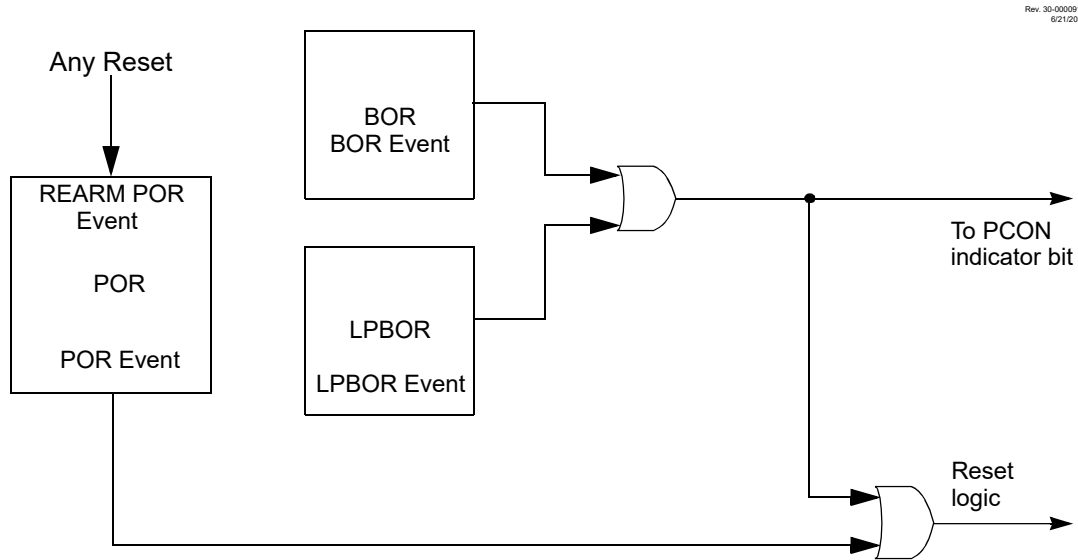 Rev. 30-00009
6/21/20
Any Reset
BOR
BOR Event
REARM POR
Event
POR
POR Event
LPBOR
LPBOR Event
To PCON
indicator bit
Reset
logic